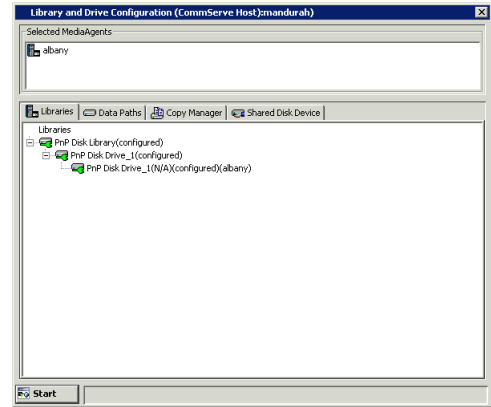 Library and Drive Configuration (CommServe Host):mandurah)
Selected MediaAgents
albany
Libraries Data Paths Copy Manager Shared Disk Device
Libraries
PnP Disk Library(configured)
PnP Disk Drive_1(configured)
PnP Disk Drive_1(N/A)(configured)(albany)
Start